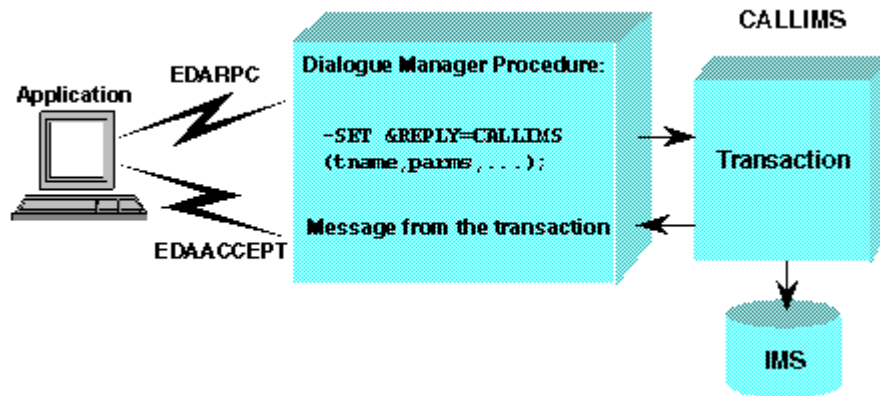 CALLIMS
Application
EDARPC
Dialogue Manager Procedure:
-SET &REPLY=CALLIMS
(tname,parms,...);
Message from the transaction
EDAACCEPT
Transaction
IMS